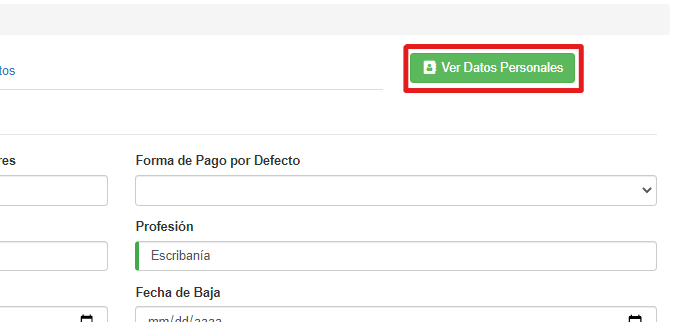 tos
Ver Datos Personales
res
Forma de Pago por Defecto
Profesión
Escribanía
Fecha de Baja
mm/dd/aaaa